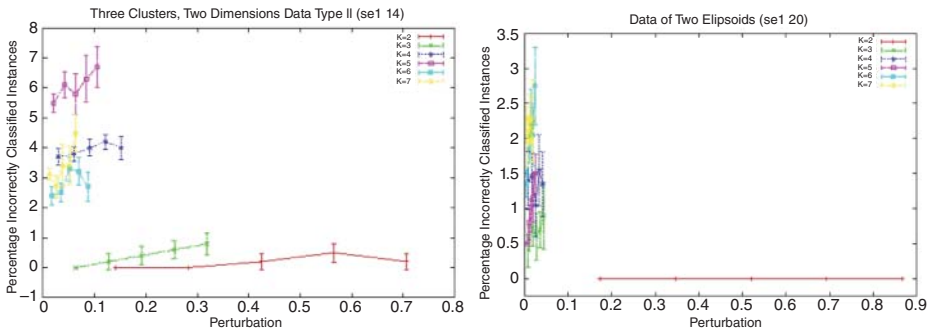 Three Clusters, Two Dimensions Data Type II (se1 14)
Percentage Incorrectly Classified Instances
8
7
6
5
4
3
2
1
0
−1
K=2
K=3
K=4
K=5
K=6
K=7
0 0.1 0.2 0.3 0.4 0.5 0.6 0.7 0.8
Perturbation
Data of Two Elipsoids (se1 20)
Percentage Incorrectly Classified Instances
3.5
3
2.5
2
1.5
1
0.5
0
K=2
K=3
K=4
K=5
K=6
K=7
0 0.1 0.2 0.3 0.4 0.5 0.6 0.7 0.8 0.9
Perturbation